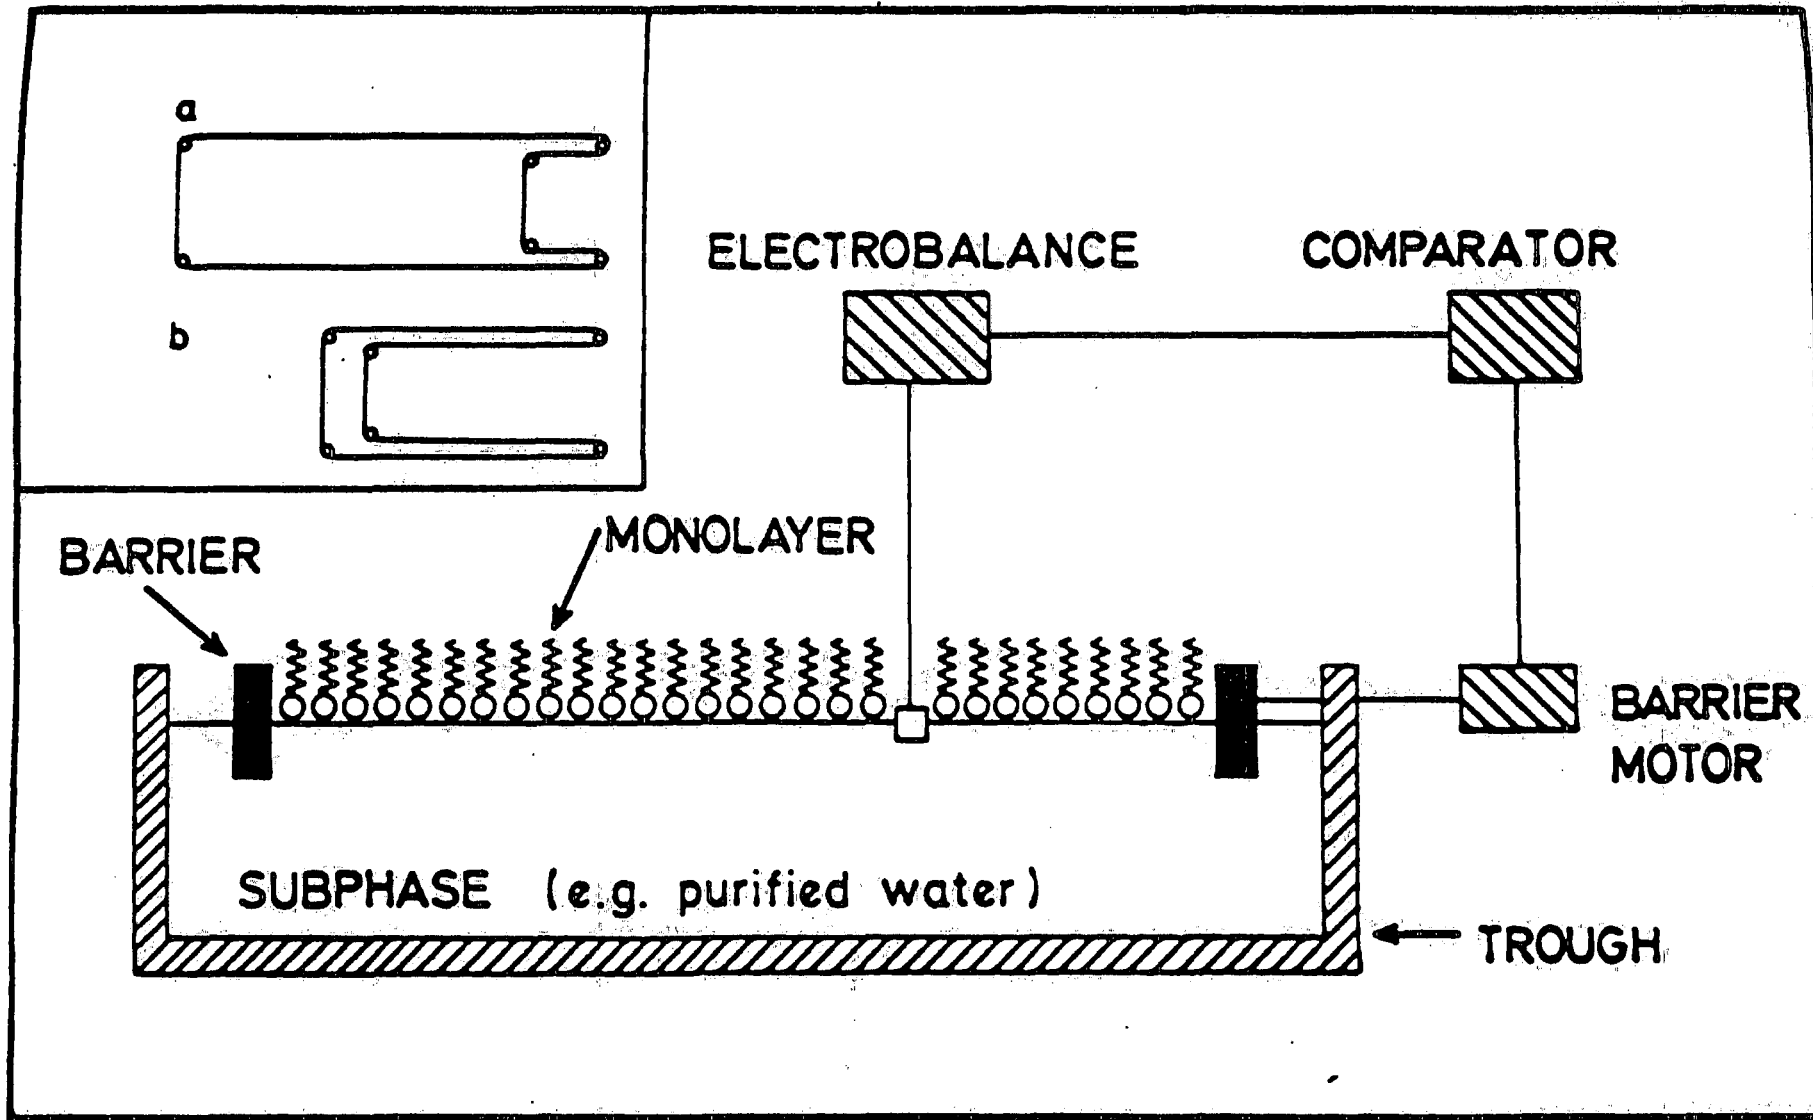 a
b
ELECTROBALANCE
COMPARATOR
BARRIER
MONOLAYER
BARRIER
MOTOR
SUBPHASE (e.g. purified water)
TROUGH